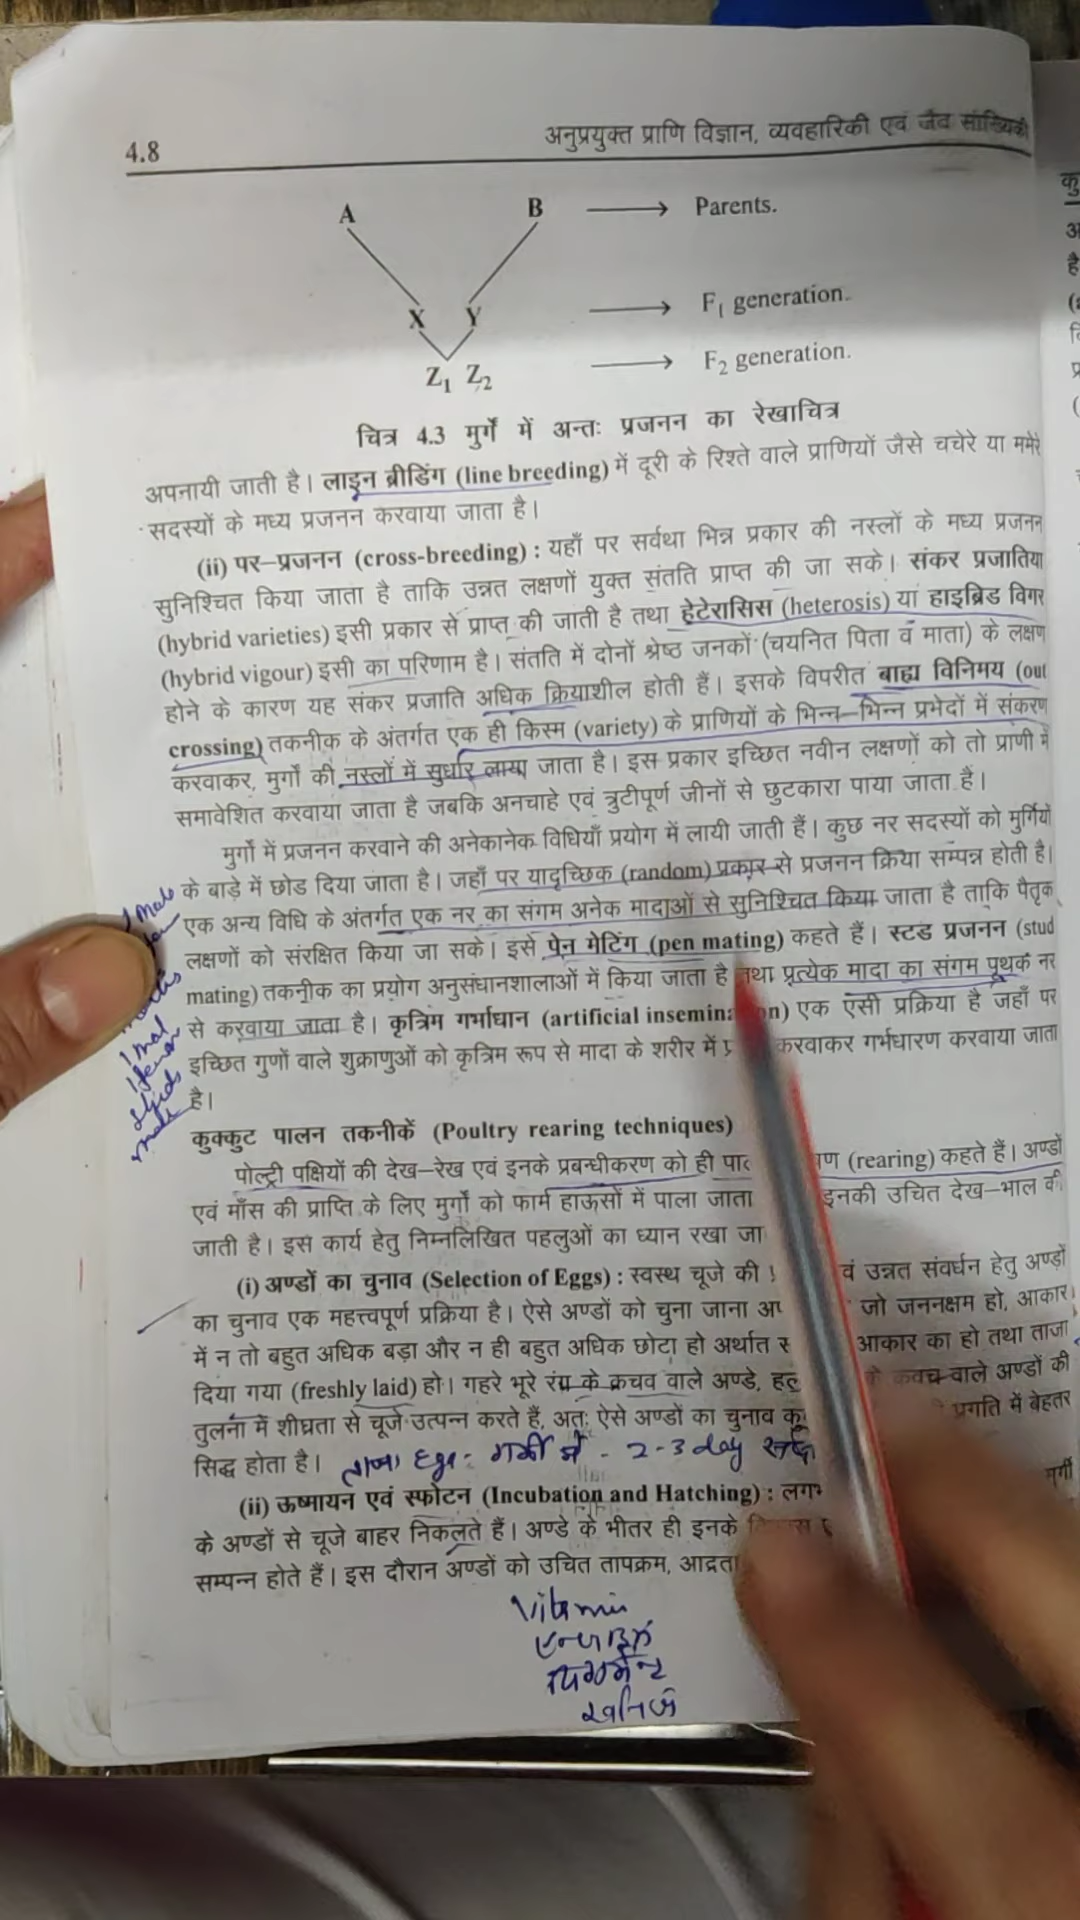 4.8
अनुप्रयुक्त प्राणि विज्ञान, व्यवहारिकी एवं जैव सांख्यिकी
A B Parents.
X Y F1 generation.
Z1 Z2 F2 generation.
चित्र 4.3 मुर्गे में अन्तः प्रजनन का रेखाचित्र
अपनायी जाती है। लाइन ब्रीडिंग (line breeding) में दूरी के रिश्ते वाले प्राणियों जैसे चचेरे या ममेरे
सदस्यों के मध्य प्रजनन करवाया जाता है।
(ii) पर-प्रजनन (cross-breeding) : यहाँ पर सर्वथा भिन्न प्रकार की नस्लों के मध्य प्रजनन
सुनिश्चित किया जाता है ताकि उन्नत लक्षणों युक्त संतति प्राप्त की जा सके। संकर प्रजातिया
(hybrid varieties) इसी प्रकार से प्राप्त की जाती है तथा हेटेरासिस (heterosis) या हाइब्रिड विगर
(hybrid vigour) इसी का परिणाम है। संतति में दोनों श्रेष्ठ जनकों (चयनित पिता व माता) के लक्षण
होने के कारण यह संकर प्रजाति अधिक क्रियाशील होती हैं। इसके विपरीत बाह्य विनिमय (out
crossing) तकनीक के अंतर्गत एक ही किस्म (variety) के प्राणियों के भिन्न-भिन्न प्रभेदों में संकरण
करवाकर, मुर्गों की नस्लों में सुधार लाया जाता है। इस प्रकार इच्छित नवीन लक्षणों को तो प्राणी में
समावेशित करवाया जाता है जबकि अनचाहे एवं त्रुटीपूर्ण जीनों से छुटकारा पाया जाता है।
मुर्गों में प्रजनन करवाने की अनेकानेक विधियाँ प्रयोग में लायी जाती हैं। कुछ नर सदस्यों को मुर्गियों
के बाड़े में छोड दिया जाता है। जहाँ पर यादृच्छिक (random) प्रकार से प्रजनन क्रिया सम्पन्न होती है।
एक अन्य विधि के अंतर्गत एक नर का संगम अनेक मादाओं से सुनिश्चित किया जाता है ताकि पैतृक
लक्षणों को संरक्षित किया जा सके। इसे पेन मेटिंग (pen mating) कहते हैं। स्टड प्रजनन (stud
mating) तकनीक का प्रयोग अनुसंधानशालाओं में किया जाता है तथा प्रत्येक मादा का संगम पृथक नर
से करवाया जाता है। कृत्रिम गर्भाधान (artificial insemination) एक ऐसी प्रक्रिया है जहाँ पर
इच्छित गुणों वाले शुक्राणुओं को कृत्रिम रूप से मादा के शरीर में करवाकर गर्भधारण करवाया जाता
है।
कुक्कुट पालन तकनीकें (Poultry rearing techniques)
पोल्ट्री पक्षियों की देख-रेख एवं इनके प्रबन्धीकरण को ही (rearing) कहते हैं। अण्डों
एवं माँस की प्राप्ति के लिए मुर्गों को फार्म हाऊसों में पाला जाता इनकी उचित देख-भाल की
जाती है। इस कार्य हेतु निम्नलिखित पहलुओं का ध्यान रखा जा
(i) अण्डों का चुनाव (Selection of Eggs) : स्वस्थ चूजे की उन्नत संवर्धन हेतु अण्डों
का चुनाव एक महत्त्वपूर्ण प्रक्रिया है। ऐसे अण्डों को चुना जाना जो जननक्षम हो, आकार
में न तो बहुत अधिक बड़ा और न ही बहुत अधिक छोटा हो अर्थात आकार का हो तथा ताजा
दिया गया (freshly laid) हो। गहरे भूरे रंग के कवच वाले अण्डे, कवच वाले अण्डों की
तुलना में शीघ्रता से चूजे उत्पन्न करते हैं, अतः ऐसे अण्डों का चुनाव प्रगति में बेहतर
सिद्ध होता है। ताजा Egg = गर्मी में - 2-3 day
(ii) ऊष्मायन एवं स्फोटन (Incubation and Hatching) :
के अण्डों से चूजे बाहर निकलते हैं। अण्डे के भीतर ही इनके
सम्पन्न होते हैं। इस दौरान अण्डों को उचित तापक्रम,
Vitamin
एन्जाइम
पिगमेन्ट
खनिज